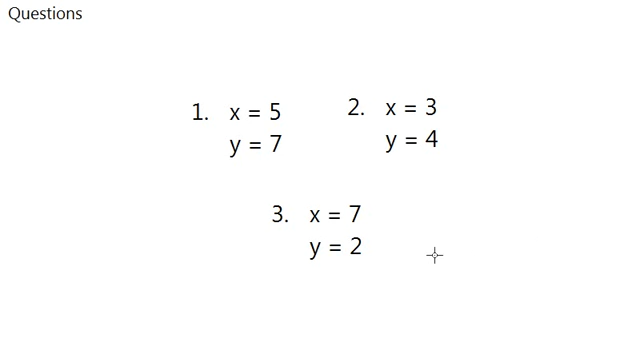 Questions
1. x = 5
y = 7
2. x = 3
y = 4
3. x = 7
y = 2